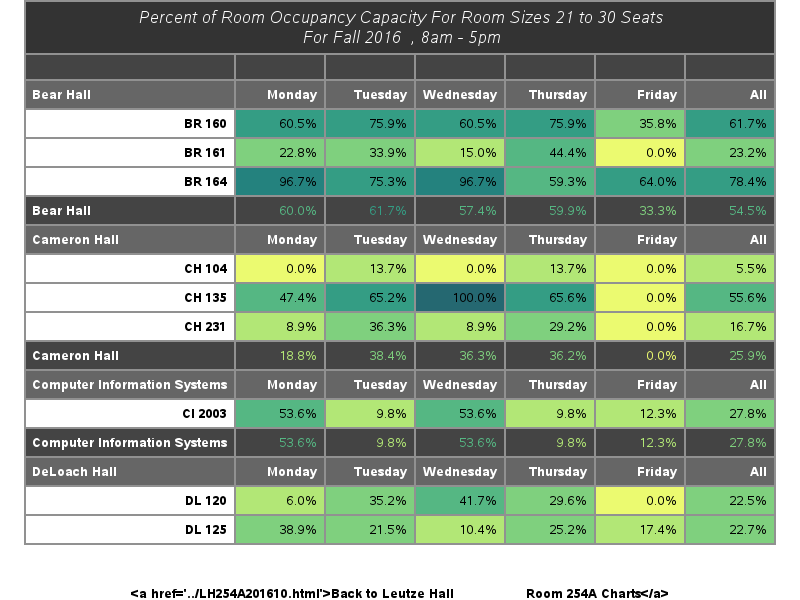 Percent of Room Occupancy Capacity For Room Sizes 21 to 30 Seats
For Fall 2016 , 8am - 5pm
Bear Hall Monday Tuesday Wednesday Thursday Friday All
BR 160 60.5% 75.9% 60.5% 75.9% 35.8% 61.7%
BR 161 22.8% 33.9% 15.0% 44.4% 0.0% 23.2%
BR 164 96.7% 75.3% 96.7% 59.3% 64.0% 78.4%
Bear Hall 60.0% 61.7% 57.4% 59.9% 33.3% 54.5%
Cameron Hall Monday Tuesday Wednesday Thursday Friday All
CH 104 0.0% 13.7% 0.0% 13.7% 0.0% 5.5%
CH 135 47.4% 65.2% 100.0% 65.6% 0.0% 55.6%
CH 231 8.9% 36.3% 8.9% 29.2% 0.0% 16.7%
Cameron Hall 18.8% 38.4% 36.3% 36.2% 0.0% 25.9%
Computer Information Systems Monday Tuesday Wednesday Thursday Friday All
CI 2003 53.6% 9.8% 53.6% 9.8% 12.3% 27.8%
Computer Information Systems 53.6% 9.8% 53.6% 9.8% 12.3% 27.8%
DeLoach Hall Monday Tuesday Wednesday Thursday Friday All
DL 120 6.0% 35.2% 41.7% 29.6% 0.0% 22.5%
DL 125 38.9% 21.5% 10.4% 25.2% 17.4% 22.7%
<a href='../LH254A201610.html'>Back to Leutze Hall Room 254A Charts</a>